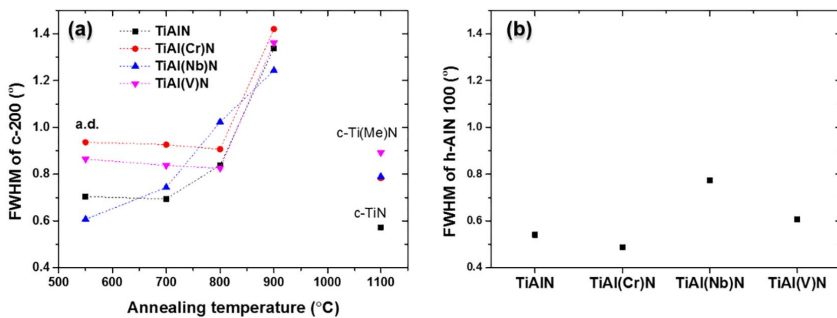 (a)
TiAlN
TiAl(Cr)N
TiAl(Nb)N
TiAl(V)N
a.d.
c-Ti(Me)N
c-TiN
FWHM of c-200 (°)
1.4
1.2
1.0
0.8
0.6
0.4
500 600 700 800 900 1000 1100
Annealing temperature (°C)
(b)
FWHM of h-AlN 100 (°)
1.4
1.2
1.0
0.8
0.6
0.4
TiAlN TiAl(Cr)N TiAl(Nb)N TiAl(V)N